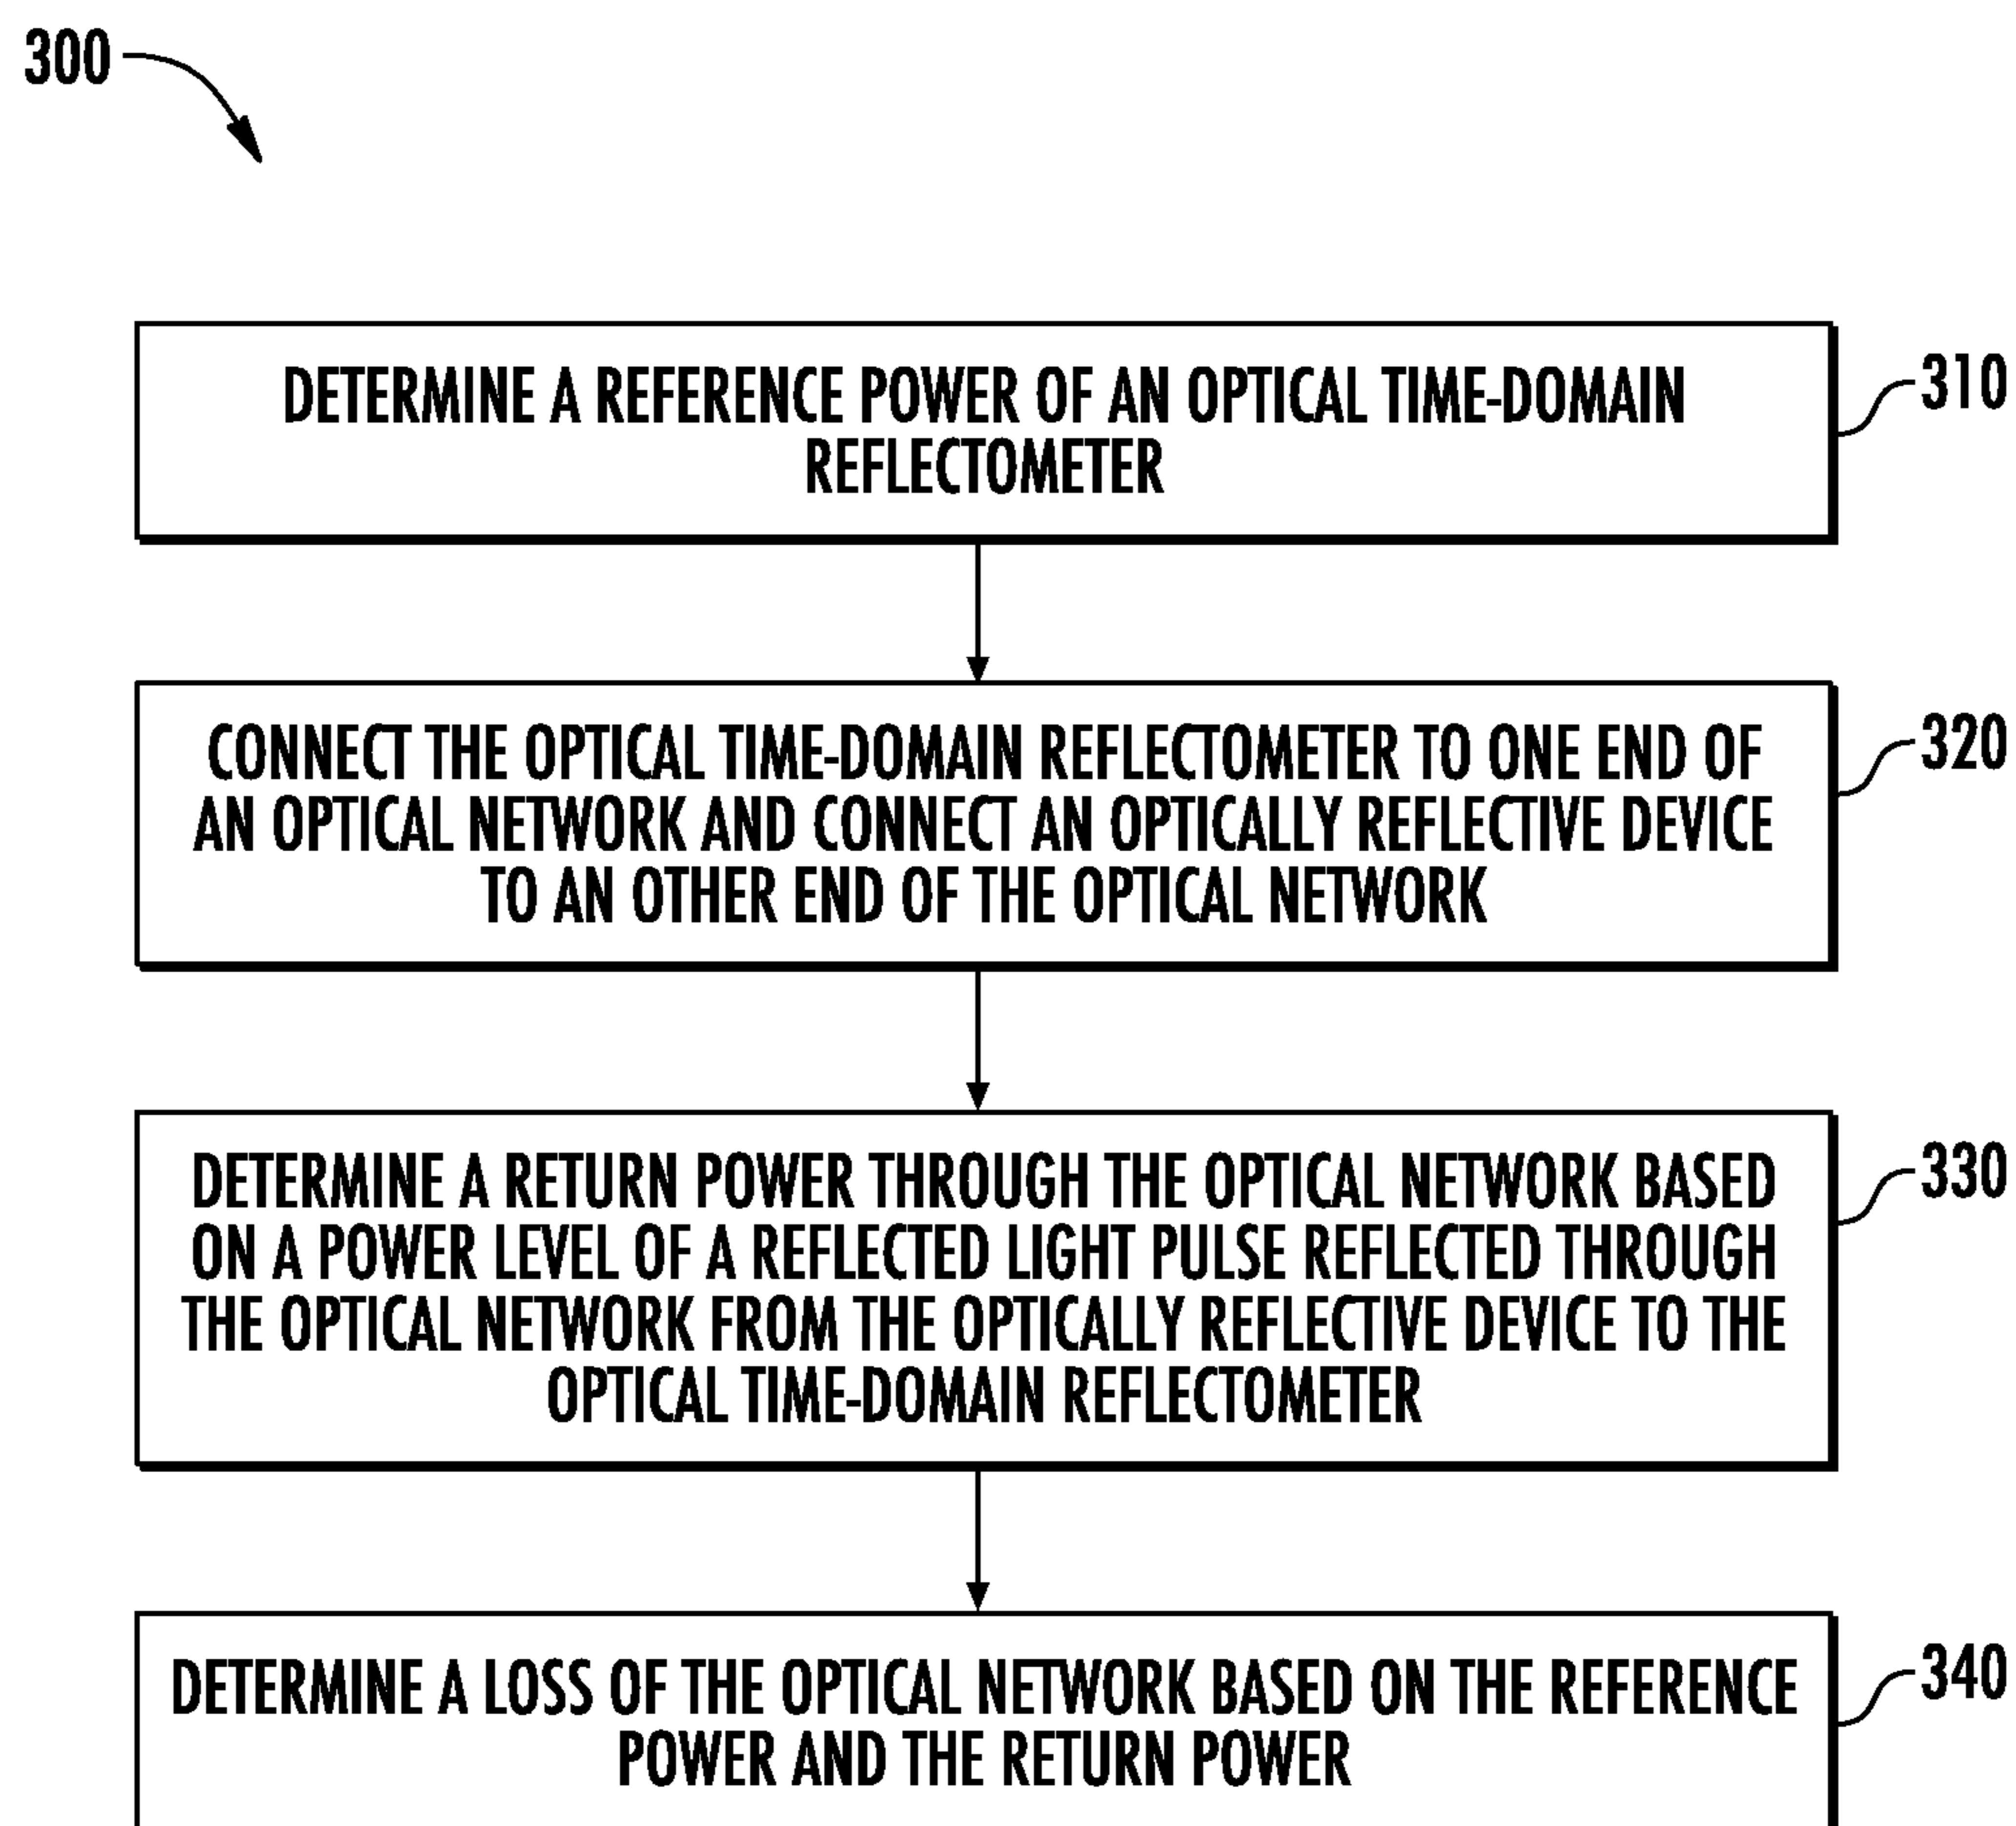 300
DETERMINE A REFERENCE POWER OF AN OPTICAL TIME-DOMAIN
REFLECTOMETER
310
CONNECT THE OPTICAL TIME-DOMAIN REFLECTOMETER TO ONE END OF
AN OPTICAL NETWORK AND CONNECT AN OPTICALLY REFLECTIVE DEVICE
TO AN OTHER END OF THE OPTICAL NETWORK
320
DETERMINE A RETURN POWER THROUGH THE OPTICAL NETWORK BASED
ON A POWER LEVEL OF A REFLECTED LIGHT PULSE REFLECTED THROUGH
THE OPTICAL NETWORK FROM THE OPTICALLY REFLECTIVE DEVICE TO THE
OPTICAL TIME-DOMAIN REFLECTOMETER
330
DETERMINE A LOSS OF THE OPTICAL NETWORK BASED ON THE REFERENCE
POWER AND THE RETURN POWER
340